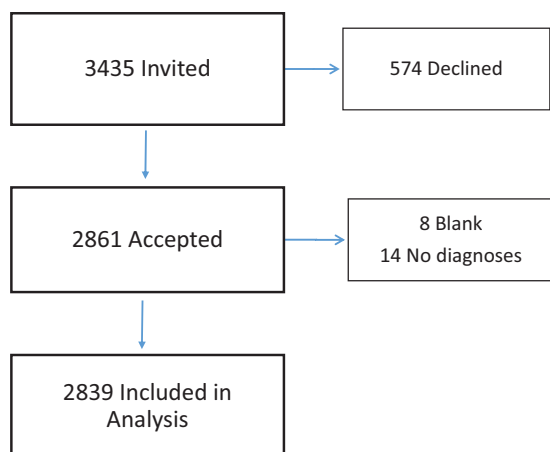 3435 Invited
574 Declined
2861 Accepted
8 Blank
14 No diagnoses
2839 Included in
Analysis